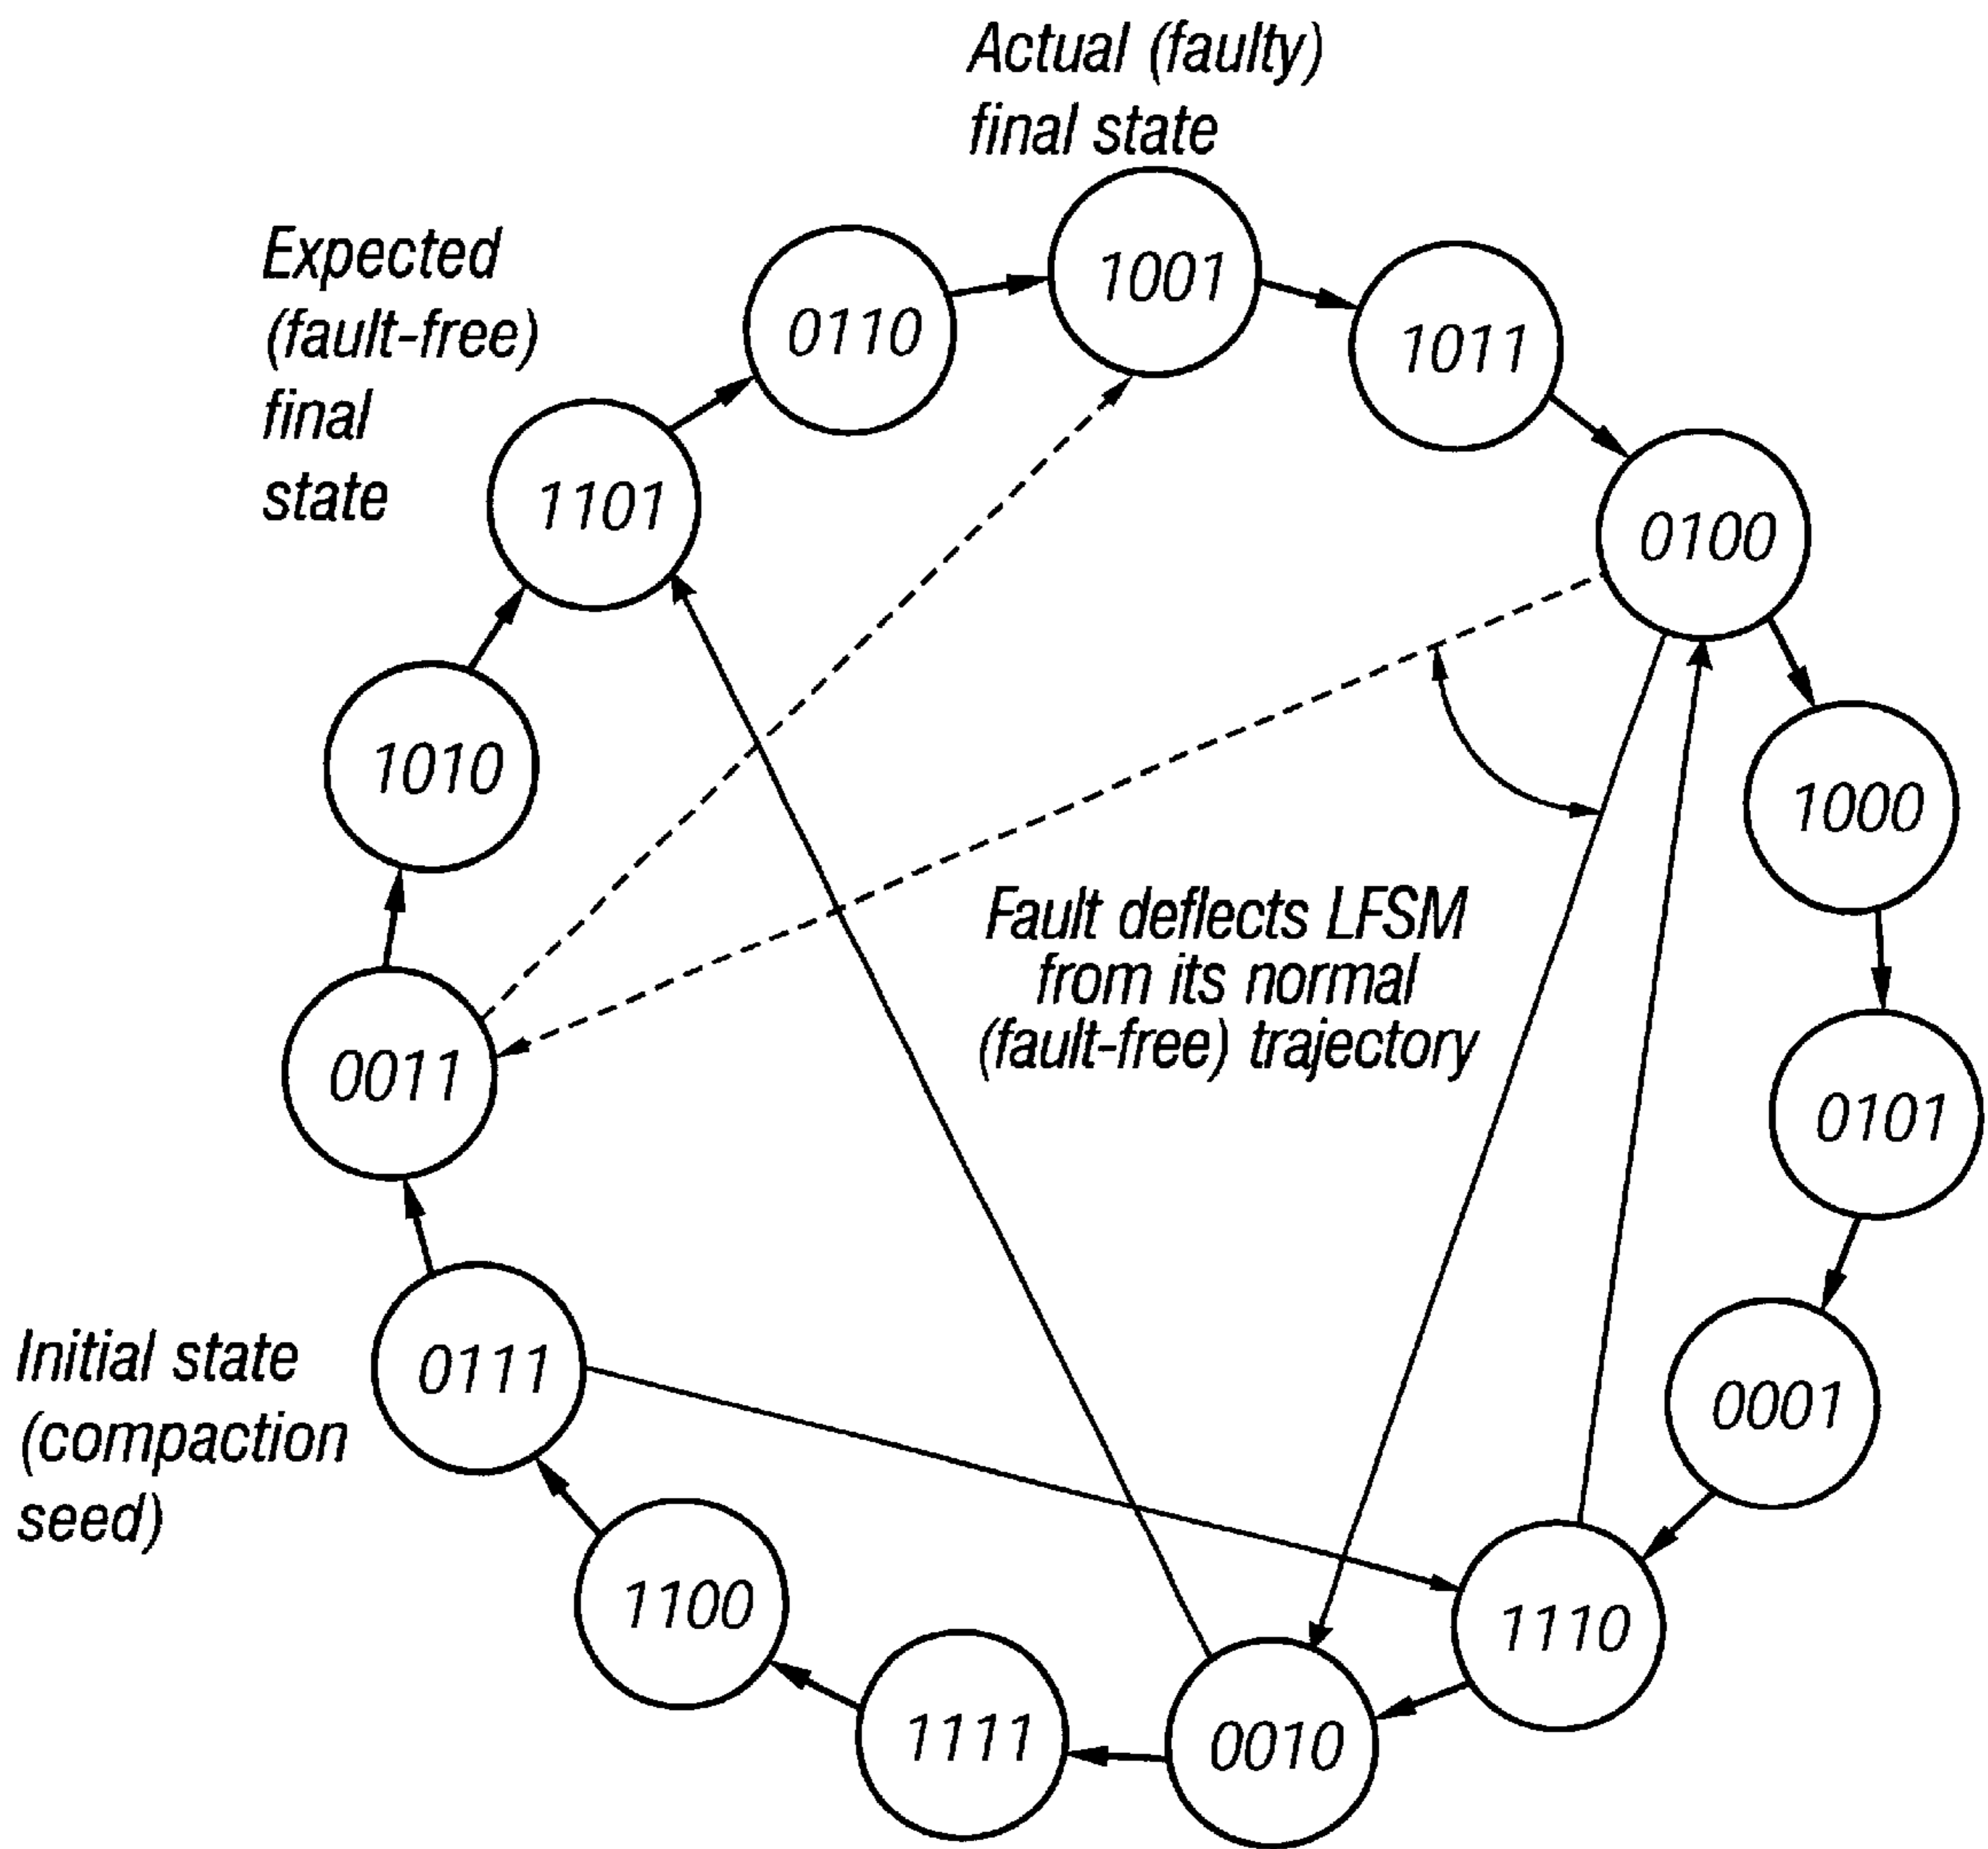 Actual (faulty)
final state
Expected
(fault-free)
final
state
0110
1001
1011
1101
0100
1010
1000
Fault deflects LFSM
from its normal
(fault-free) trajectory
0011
0101
Initial state
(compaction
seed)
0111
0001
1100
1110
1111
0010